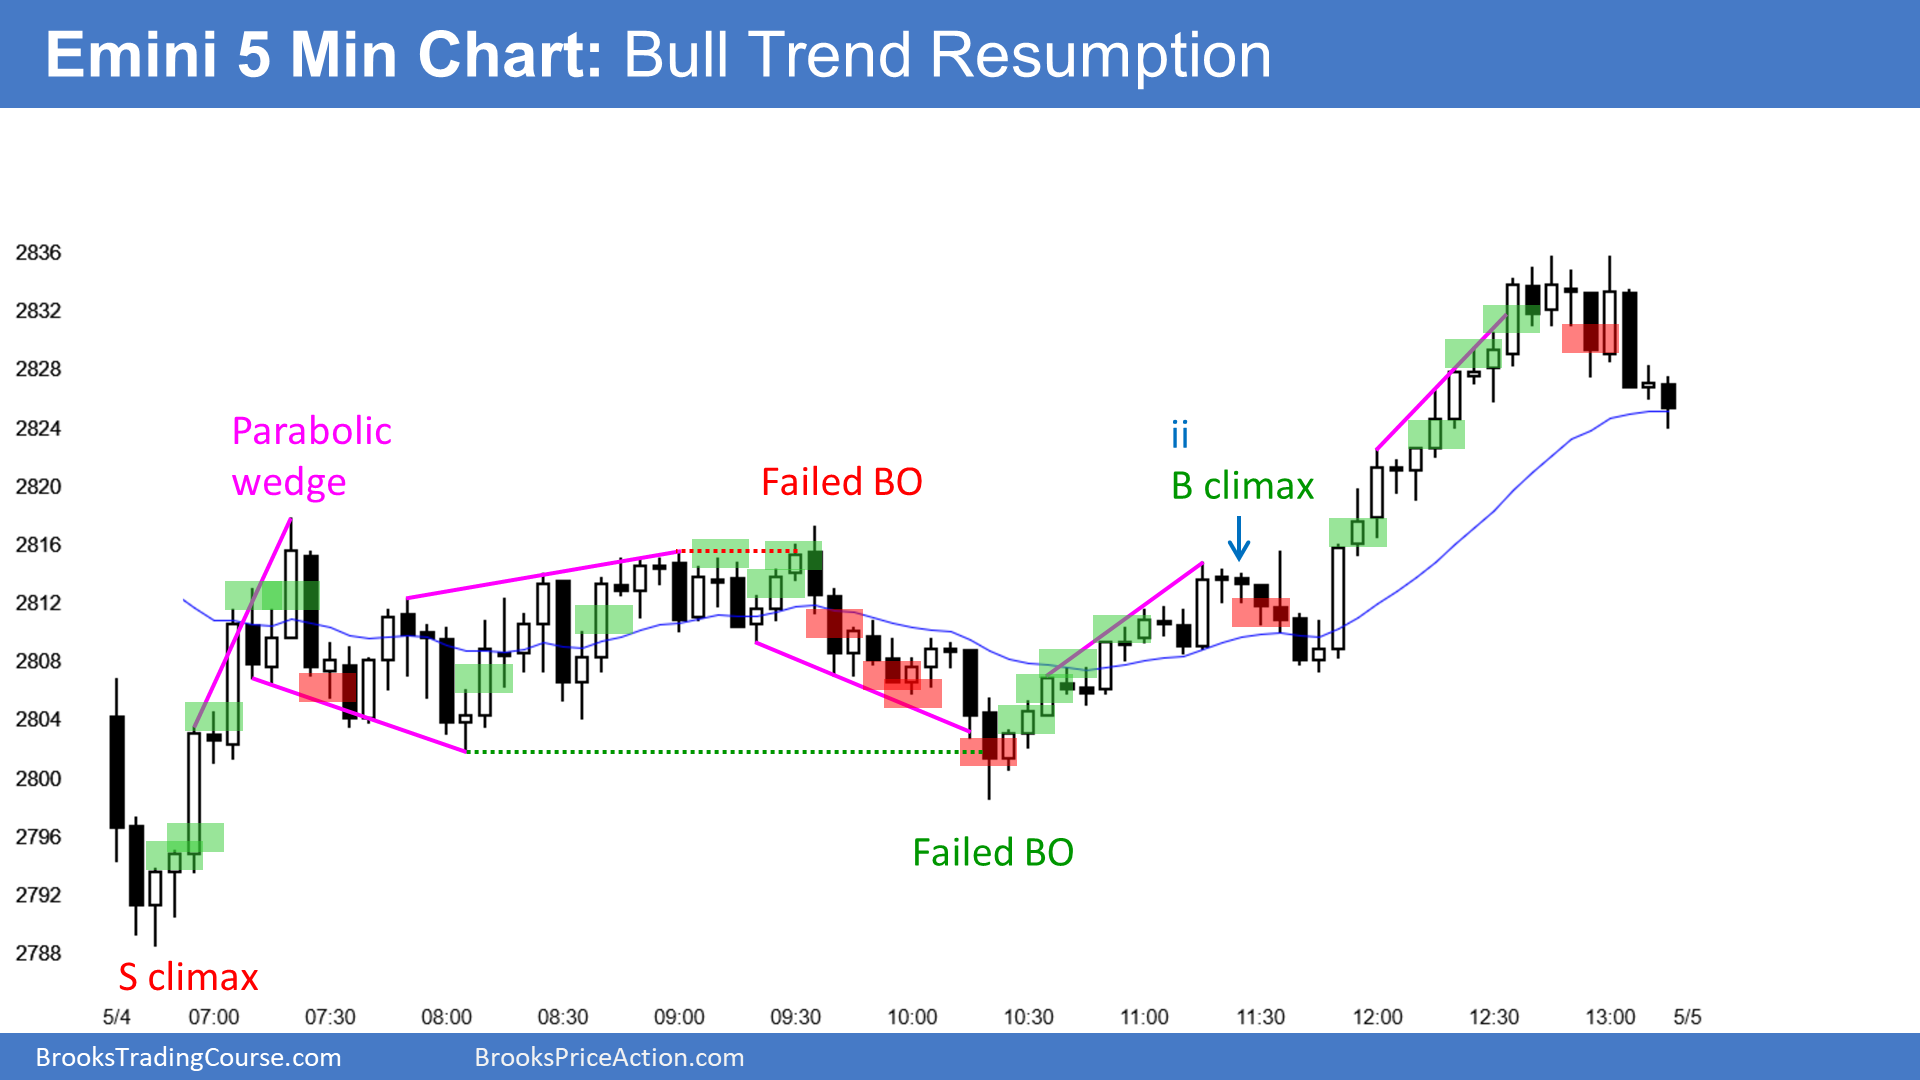 Emini 5 Min Chart: Bull Trend Resumption
2836
2832
2828
2824
2820
2816
2812
2808
2804
2800
2796
2792
2788
Parabolic
wedge
Failed BO
ii
B climax
Failed BO
S climax
5/4 07:00 07:30 08:00 08:30 09:00 09:30 10:00 10:30 11:00 11:30 12:00 12:30 13:00 5/5
BrooksTradingCourse.com BrooksPriceAction.com